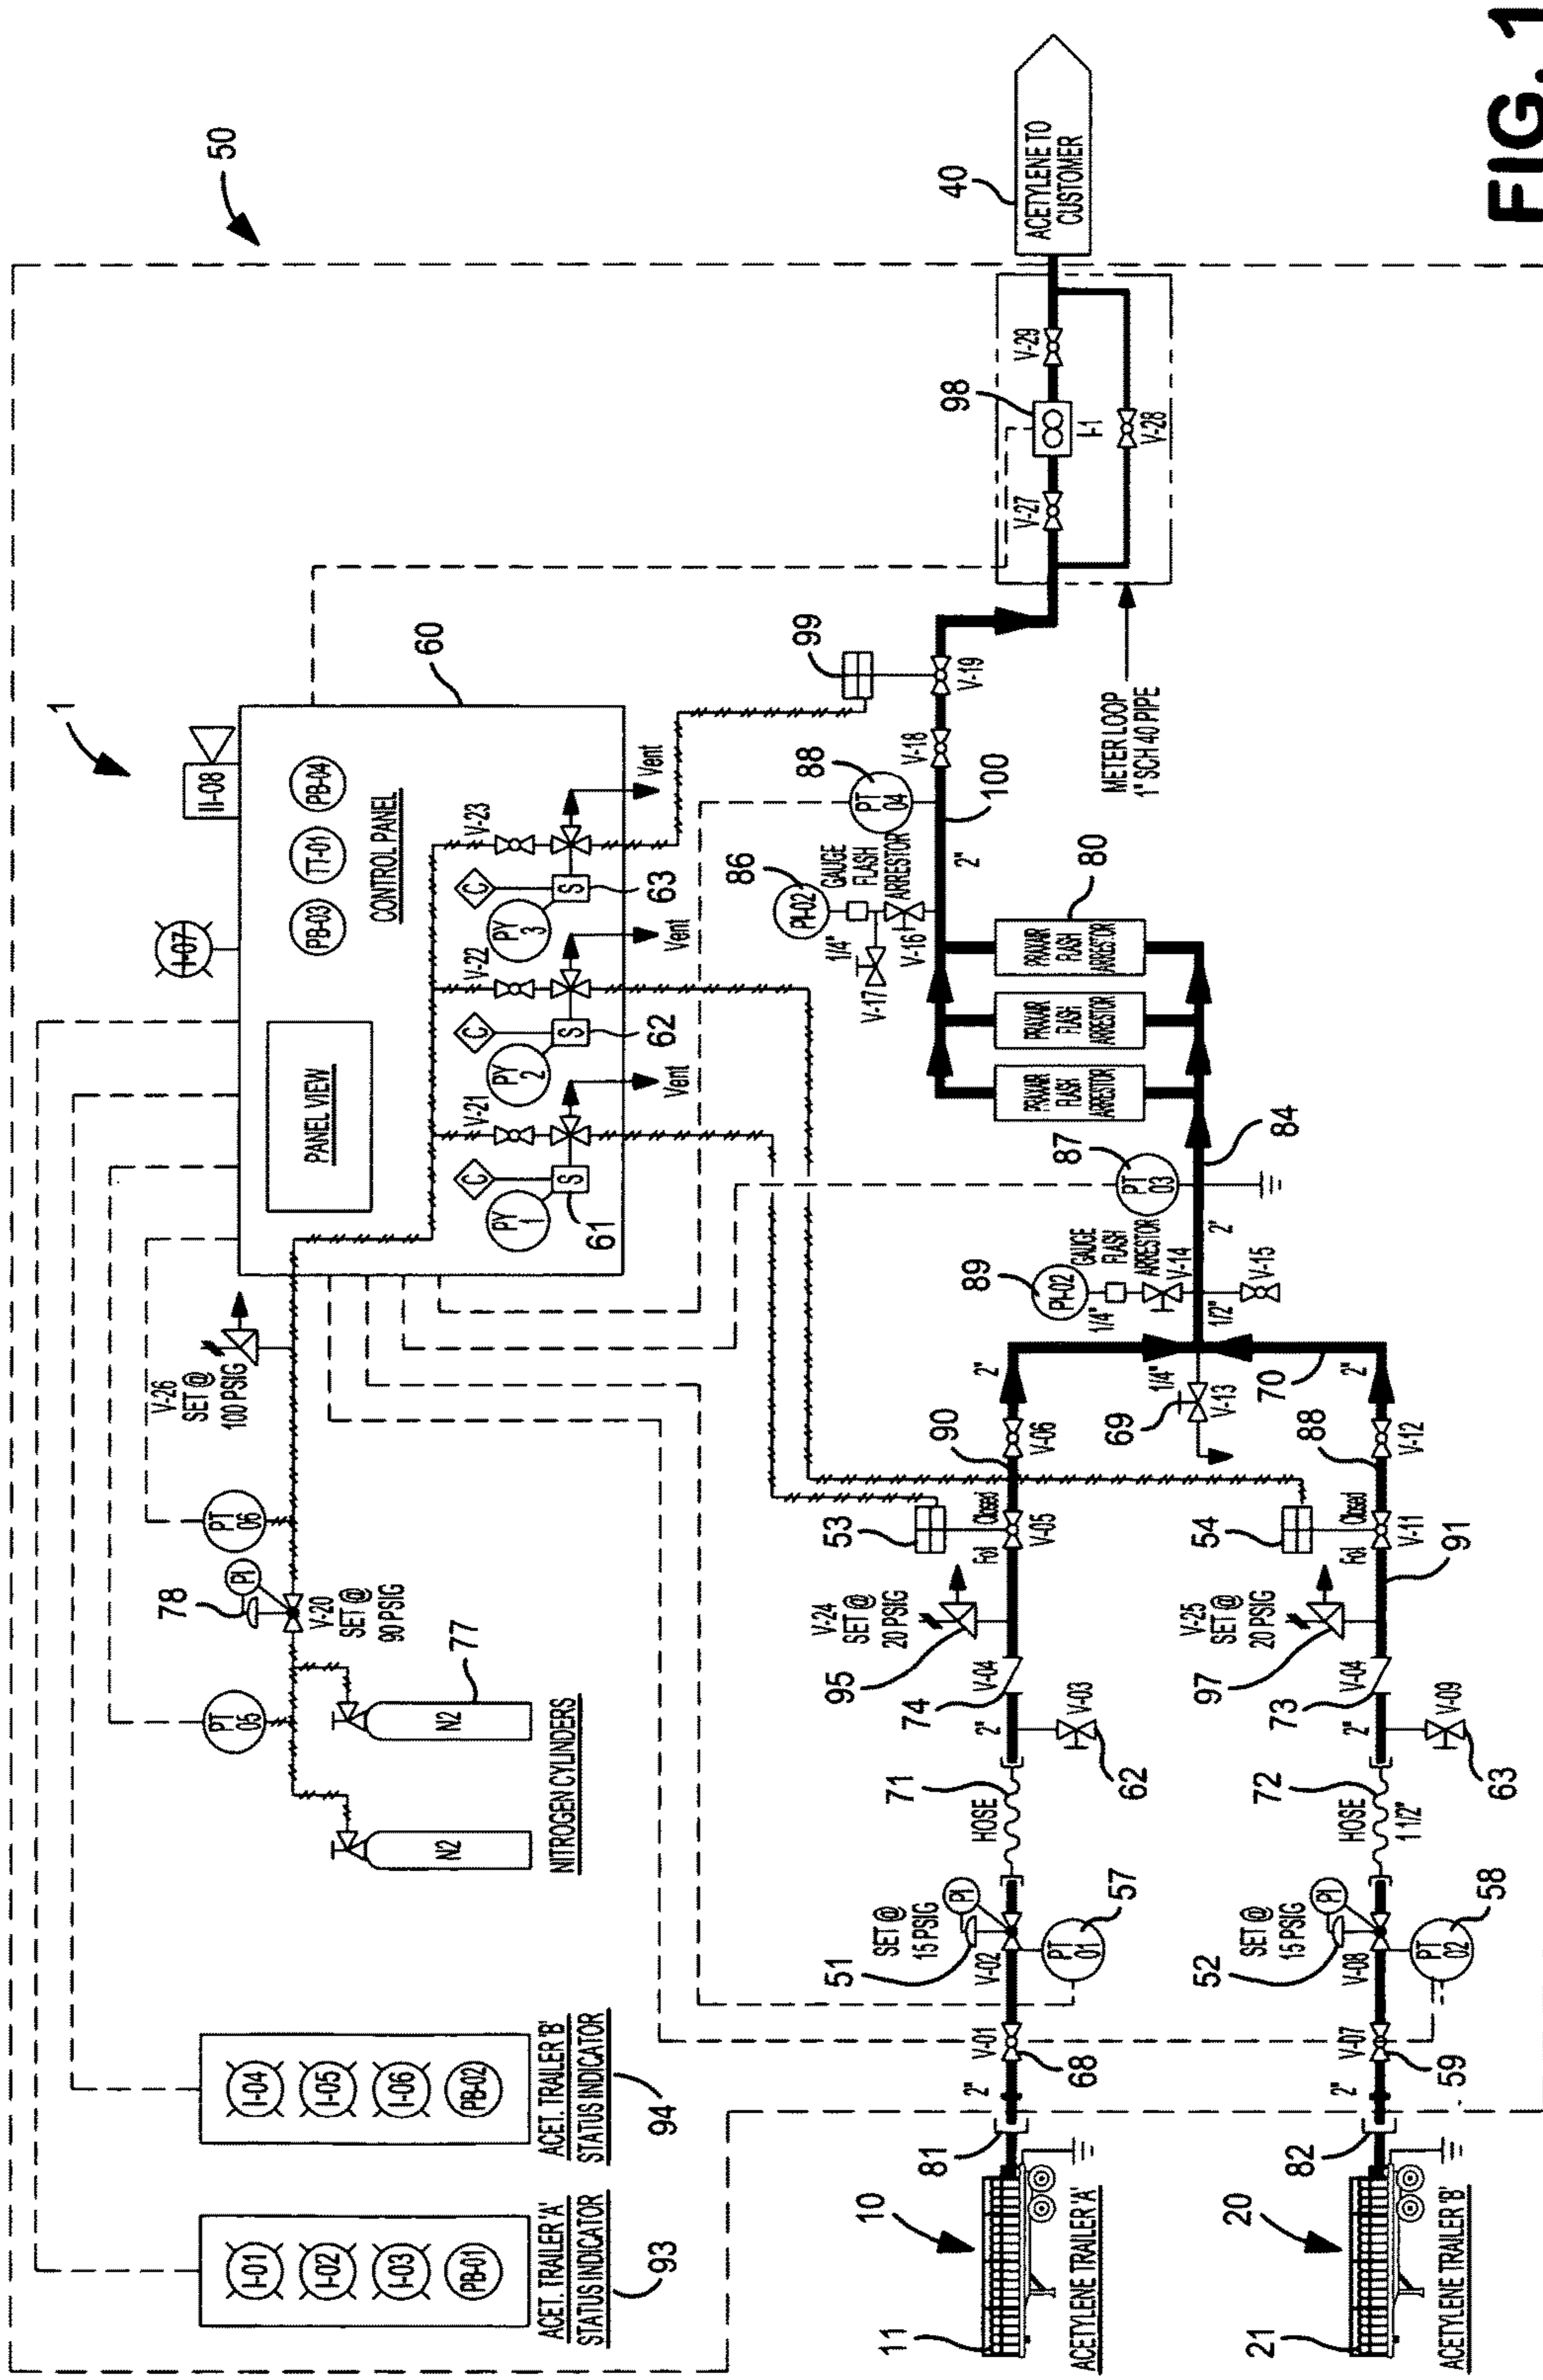 1
50
ACET. TRAILER 'A'
STATUS INDICATOR
I-01
I-02
I-03
PB-01
93
ACET. TRAILER 'B'
STATUS INDICATOR
I-04
I-05
I-06
PB-02
94
N2
N2
NITROGEN CYLINDERS
77
PT
05
78
PI
V-20
SET @
90 PSIG
PT
06
V-26
SET @
100 PSIG
I-07
II-08
PANEL VIEW
PB-03
TT-01
PB-04
CONTROL PANEL
60
V-21
V-22
V-23
C
C
C
PY
1
S
PY
2
S
PY
3
S
61
62
63
Vent
Vent
Vent
10
11
ACETYLENE TRAILER 'A'
81
2"
V-01
68
51
SET @
15 PSIG
PI
V-02
PT
01
57
HOSE
71
2"
V-03
62
74
V-04
95
V-24
SET @
20 PSIG
53
Fol
Closed
V-05
90
V-06
2"
20
21
ACETYLENE TRAILER 'B'
82
2"
V-07
59
52
SET @
15 PSIG
PI
V-08
PT
02
58
HOSE
1 1/2"
72
2"
V-09
63
73
V-04
97
V-25
SET @
20 PSIG
54
Fol
Closed
V-11
91
88
V-12
2"
70
69
1/4"
V-13
89
PI-02
GAUGE
FLASH
ARRESTOR
1/4"
V-14
1/2"
V-15
2"
87
PT
03
84
PRAXAIR
FLASH
ARRESTOR
PRAXAIR
FLASH
ARRESTOR
PRAXAIR
FLASH
ARRESTOR
80
86
PI-02
GAUGE
FLASH
ARRESTOR
1/4"
V-17
V-16
2"
88
PT
04
100
V-18
99
V-19
METER LOOP
1" SCH 40 PIPE
V-27
98
I-1
V-29
V-28
40
ACETYLENE TO
CUSTOMER
FIG. 1